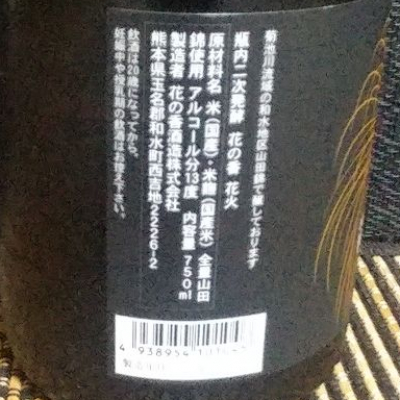 菊池川流域の和水地区山田錦で醸しております
瓶内二次発酵 花の香 花火
原材料名 米(国産)・米麹(国産米) 全量山田
錦使用 アルコール分13度 内容量 750ml
製造者 花の香酒造株式会社
熊本県玉名郡和水町西吉地2226-2
飲酒は20歳になってから。
妊娠中や授乳期の飲酒はお控え下さい。
4 938954
製造年月